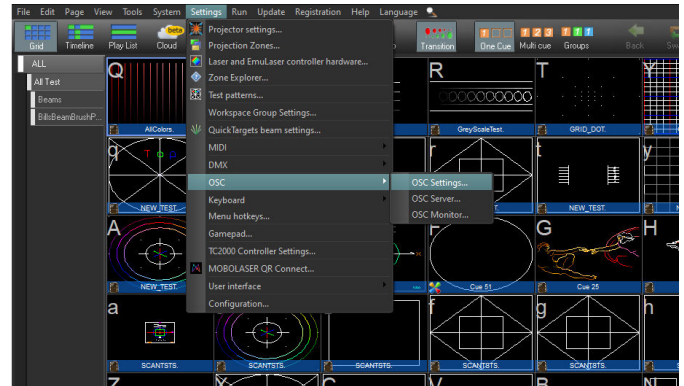 File Edit Page View Tools System Settings Run Update Registration Help Language
Grid Timeline Play List Cloud beta Transition One Cue Multi cue Groups Back
ALL
All Test
Beams
BillsBeamBrushP...
Projector settings...
Projection Zones...
Laser and EmuLaser controller hardware...
Zone Explorer...
Test patterns...
Workspace Group Settings...
QuickTargets beam settings...
MIDI
DMX
OSC
Keyboard
Menu hotkeys...
Gamepad...
TC2000 Controller Settings...
MOBOLASER QR Connect...
User interface
Configuration...
OSC Settings...
OSC Server...
OSC Monitor...
Q R T Y
AllColors. GreyScaleTest. GRID_DOT.
q r t y
NEW_TEST. NEW_TEST.
A F G H
NEW_TEST. Cue 51 Cue 25
a f g h
SCANTSTS. SCANTSTS. SCANTSTS. SCANTSTS. SCANTSTS.
Z X C V B N